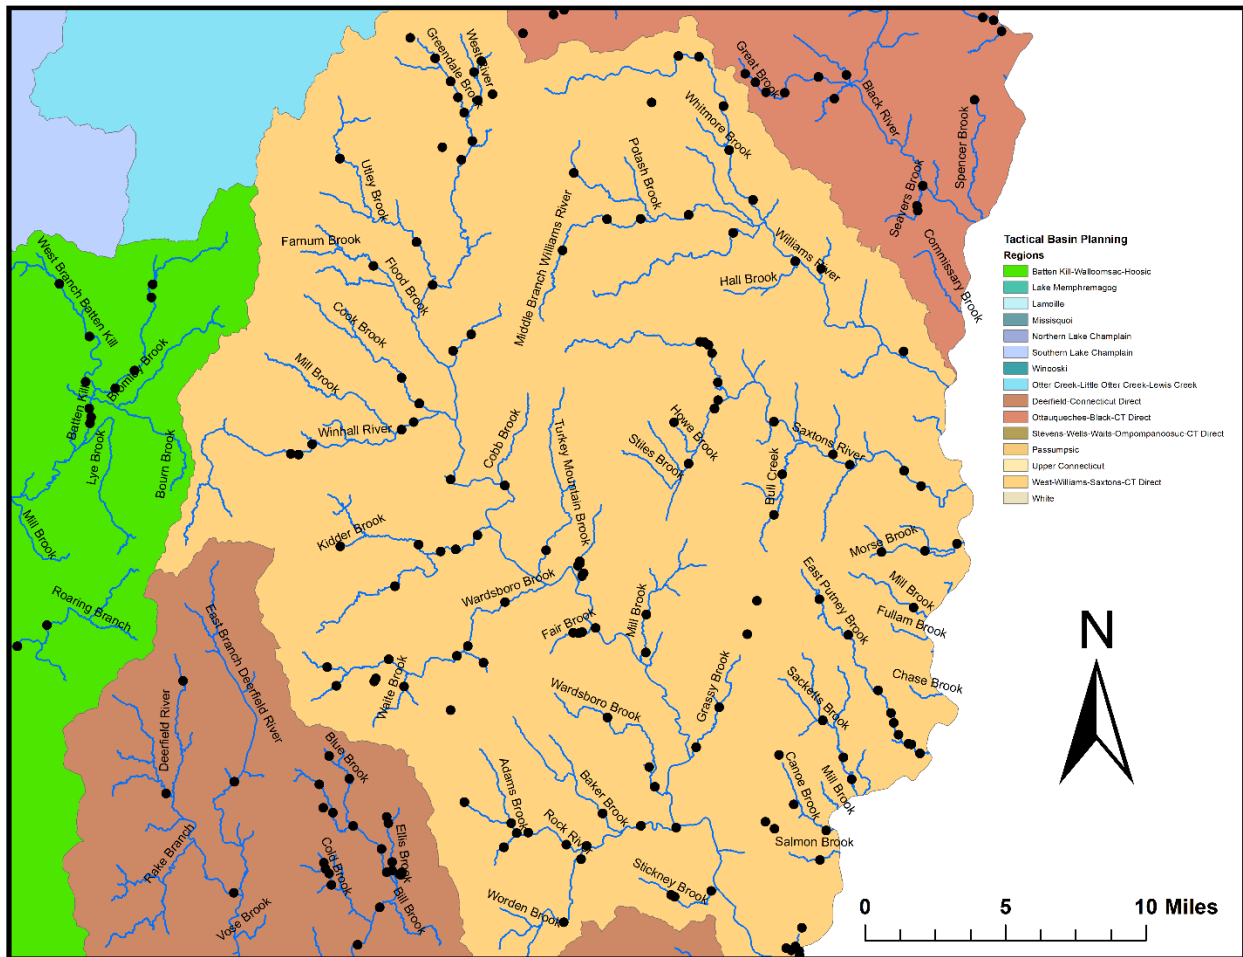 West River
Greendale Brook
Great Brook
Black River
Whitmore Brook
Spencer Brook
Utley Brook
Potash Brook
Seavers Brook
Middle Branch Williams River
Farnum Brook
Flood Brook
Williams River
Commissary Brook
Hall Brook
West Branch Batten Kill
Cook Brook
Mill Brook
Bromley Brook
Batten Kill
Lye Brook
Bourn Brook
Winhall River
Cobb Brook
Turkey Mountain Brook
Howe Brook
Stiles Brook
Saxtons River
Bull Creek
Mill Brook
Kidder Brook
Morse Brook
Roaring Branch
East Branch Deerfield River
Wardsboro Brook
Fair Brook
Mill Brook
East Putney Brook
Mill Brook
Fullam Brook
Deerfield River
Waite Brook
Wardsboro Brook
Grassy Brook
Sacketts Brook
Chase Brook
Blue Brook
Adams Brook
Baker Brook
Canoe Brook
Mill Brook
Rake Branch
Cold Brook
Ellis Brook
Rock River
Salmon Brook
Stickney Brook
Vose Brook
Bill Brook
Worden Brook
Tactical Basin Planning
Regions
Batten Kill-Walloomsac-Hoosic
Lake Memphremagog
Lamoille
Missisquoi
Northern Lake Champlain
Southern Lake Champlain
Winooski
Otter Creek-Little Otter Creek-Lewis Creek
Deerfield-Connecticut Direct
Ottauquechee-Black-CT Direct
Stevens-Wells-Waits-Ompompanoosuc-CT Direct
Passumpsic
Upper Connecticut
West-Williams-Saxtons-CT Direct
White
N
0 5 10 Miles